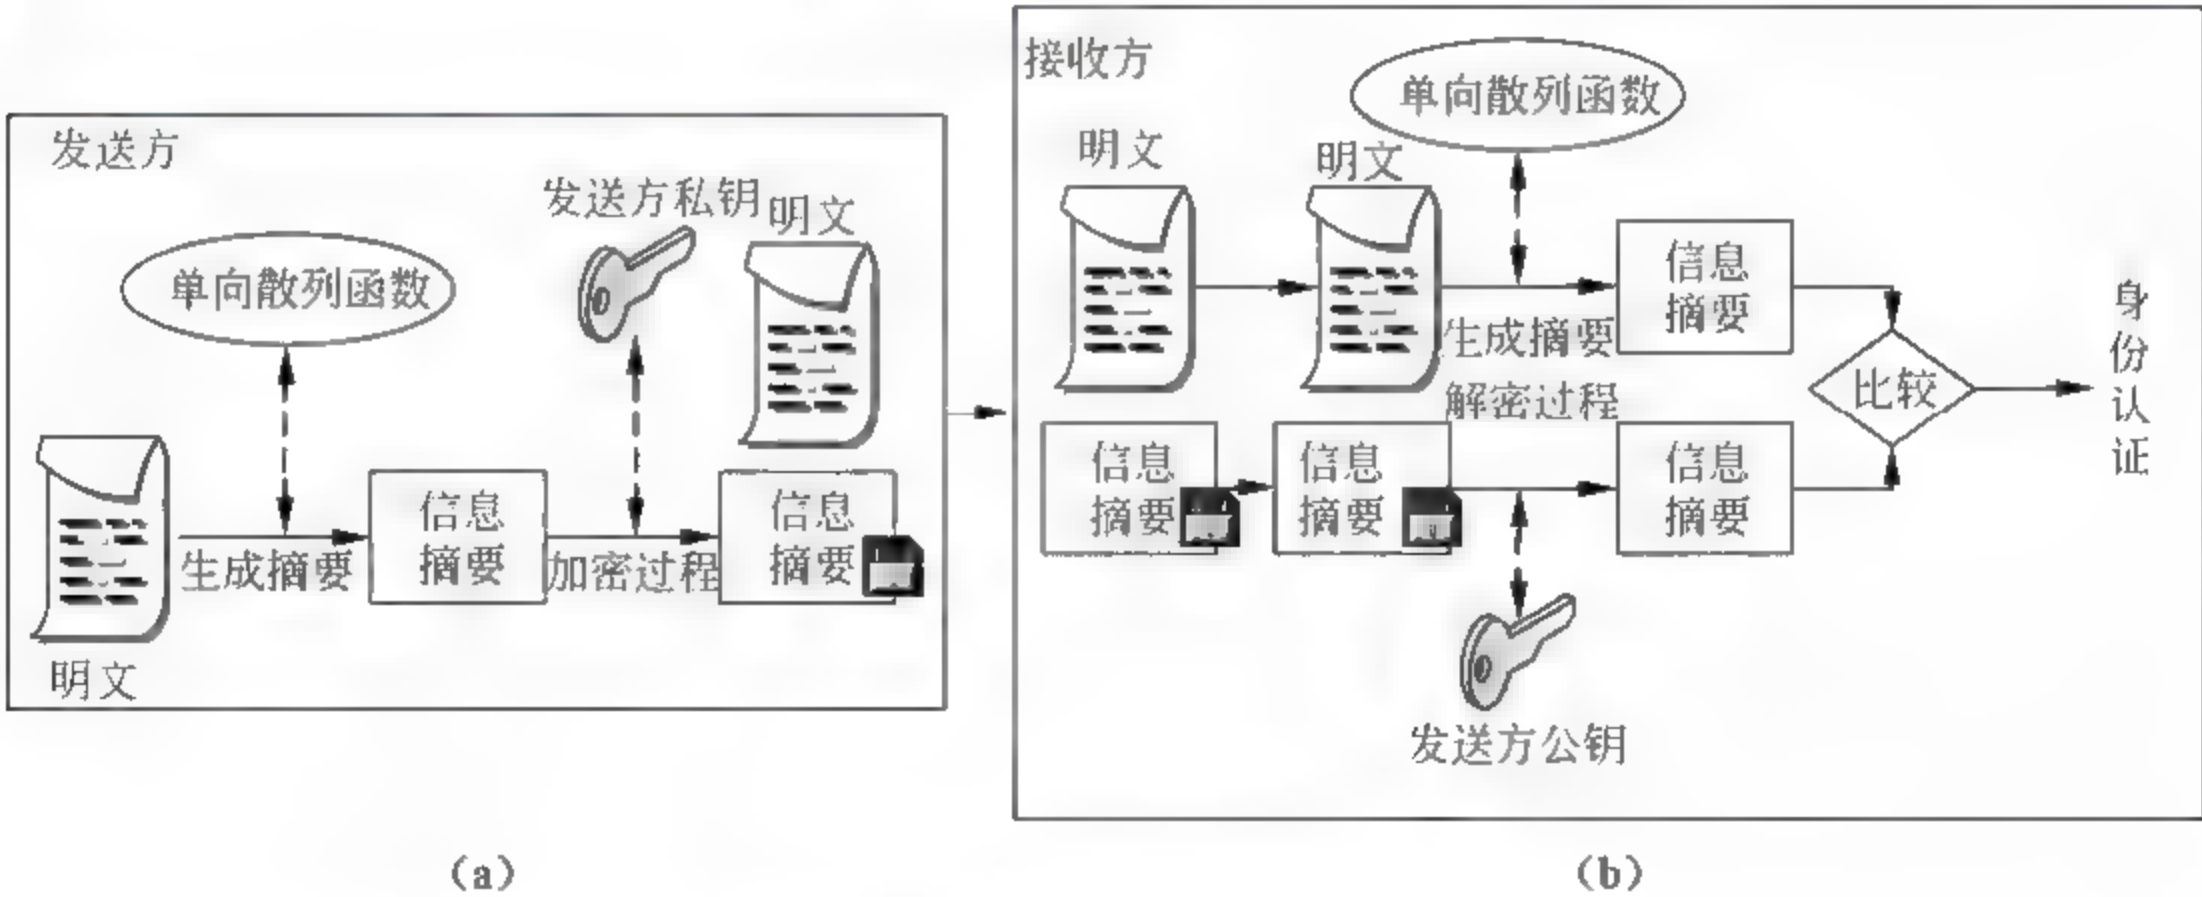 发送方
单向散列函数
发送方私钥
明文
生成摘要
信息
摘要
加密过程
信息
摘要
明文
接收方
单向散列函数
明文
明文
生成摘要
信息
摘要
解密过程
信息
摘要
信息
摘要
信息
摘要
比较
身
份
认
证
发送方公钥
(a)
(b)